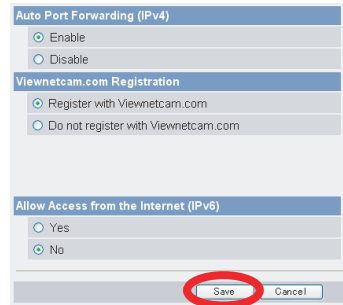 Auto Port Forwarding (IPv4)
Enable
Disable
Viewnetcam.com Registration
Register with Viewnetcam.com
Do not register with Viewnetcam.com
Allow Access from the Internet (IPv6)
Yes
No
Save Cancel